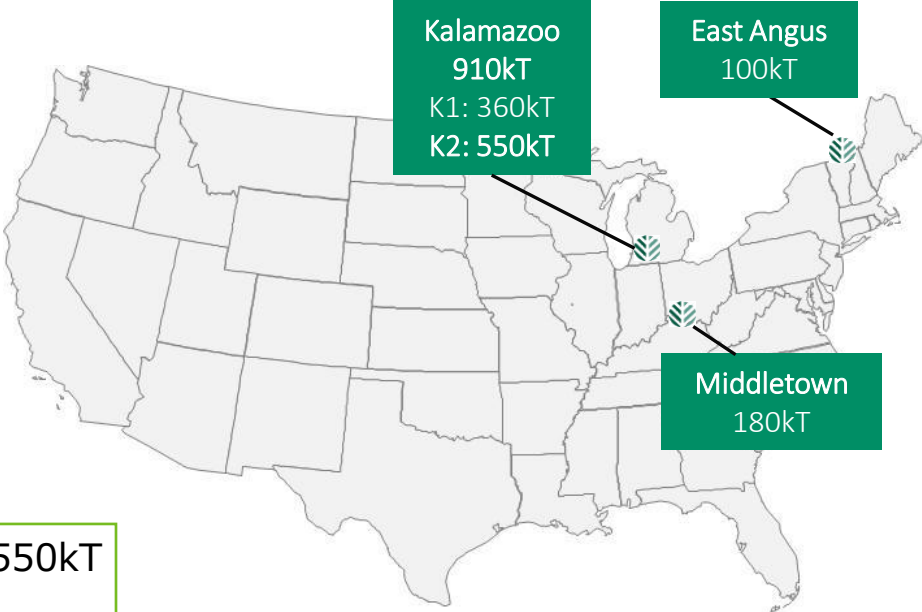 Kalamazoo
910kT
K1: 360kT
K2: 550kT
East Angus
100kT
Middletown
180kT
550kT